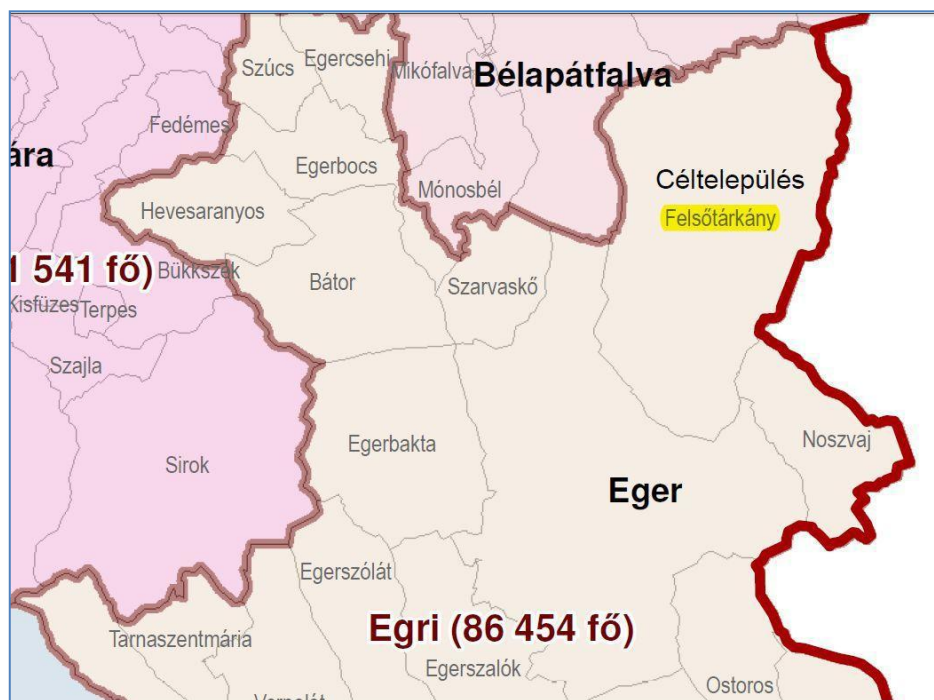 Szúcs
Egercsehi
Mikófalva
Bélapátfalva
Fedémes
ára
Egerbocs
Mónosbél
Céltelepülés
Felsőtárkány
Hevesaranyos
1 541 fő)
Bükkszék
Bátor
Szarvaskő
Kisfüzes
Terpes
Szajla
Sirok
Egerbakta
Noszvaj
Eger
Egerszólát
Egri (86 454 fő)
Tarnaszentmária
Egerszalók
Ostoros